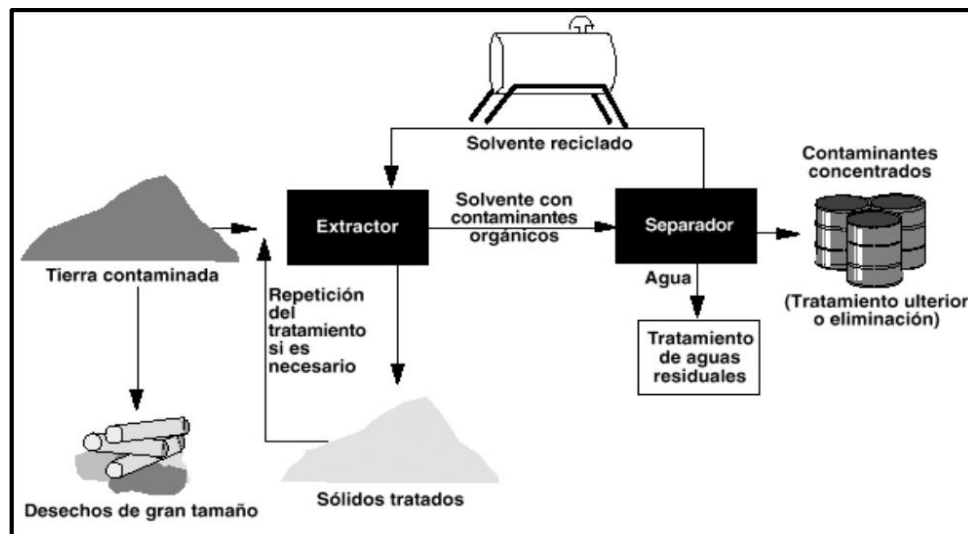 Solvente reciclado
Contaminantes
concentrados
Extractor
Solvente con
contaminantes
orgánicos
Separador
Tierra contaminada
Repetición
del
tratamiento
si es
necesario
Agua
(Tratamiento ulterior
o eliminación)
Tratamiento
de aguas
residuales
Desechos de gran tamaño
Sólidos tratados